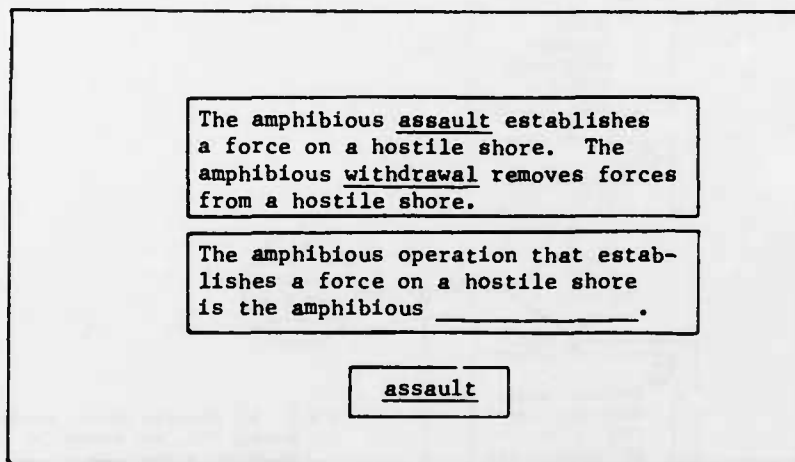 The amphibious assault establishes
a force on a hostile shore. The
amphibious withdrawal removes forces
from a hostile shore.
The amphibious operation that estab-
lishes a force on a hostile shore
is the amphibious ______________.
assault